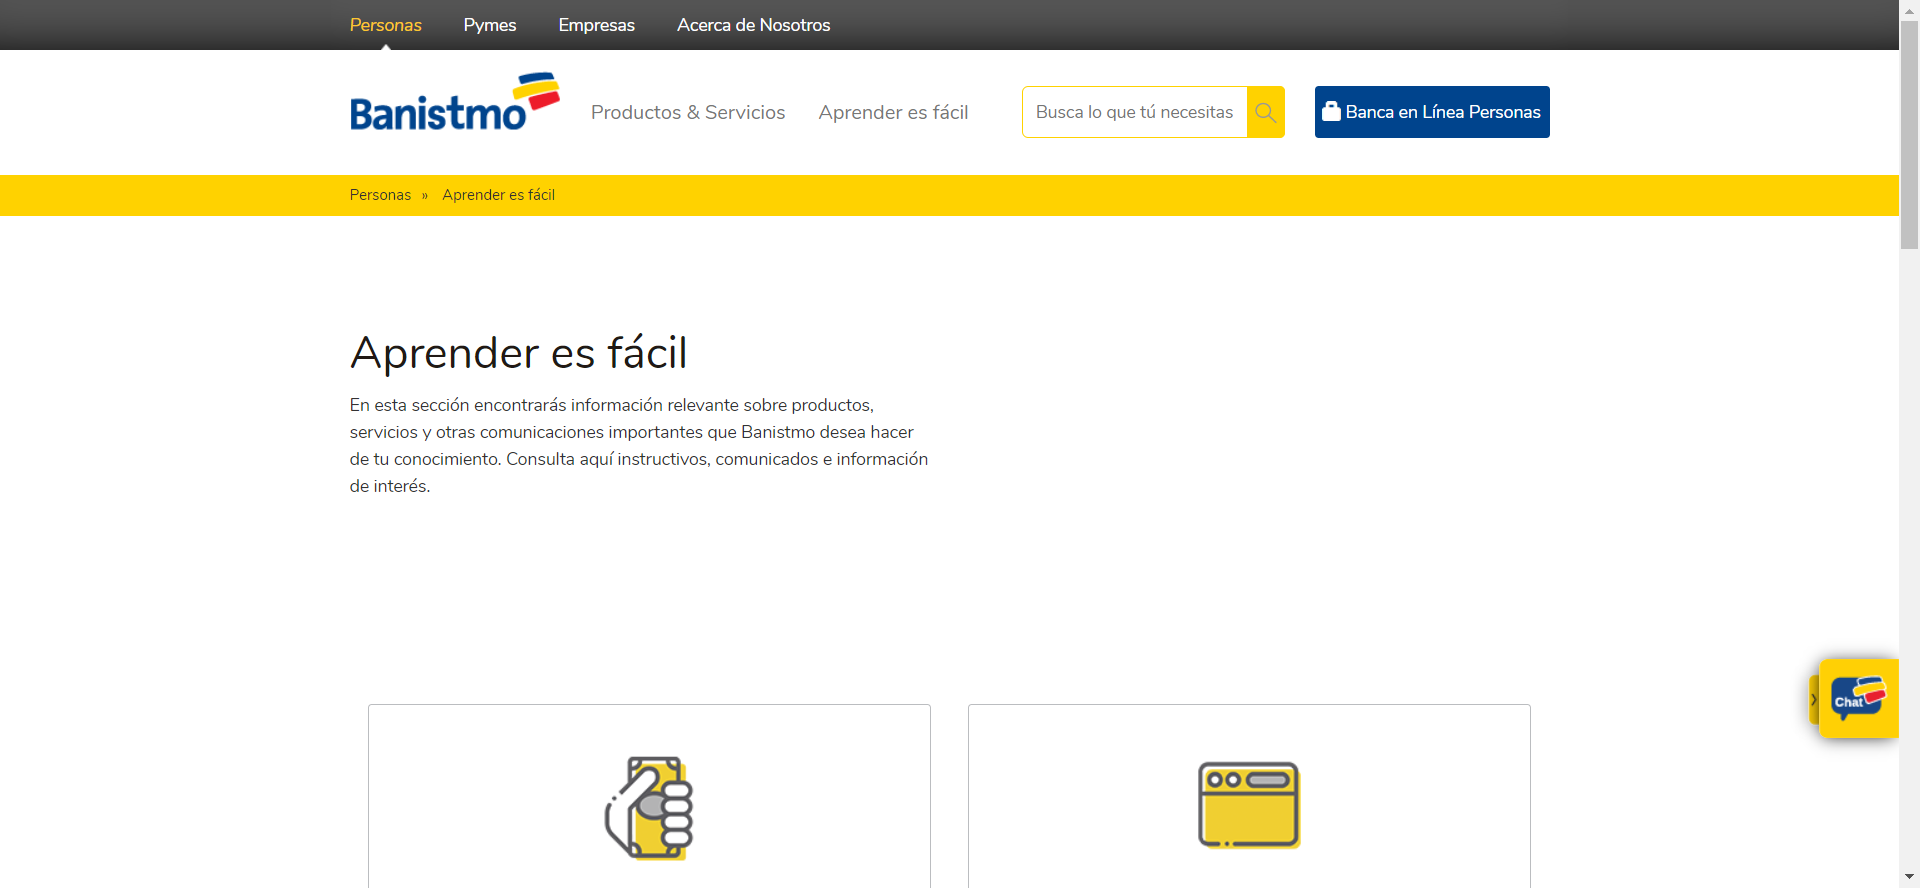 Personas Pymes Empresas Acerca de Nosotros
Banistmo Productos & Servicios Aprender es fácil Busca lo que tú necesitas Banca en Línea Personas
Personas » Aprender es fácil
Aprender es fácil
En esta sección encontrarás información relevante sobre productos,
servicios y otras comunicaciones importantes que Banistmo desea hacer
de tu conocimiento. Consulta aquí instructivos, comunicados e información
de interés.
Chat